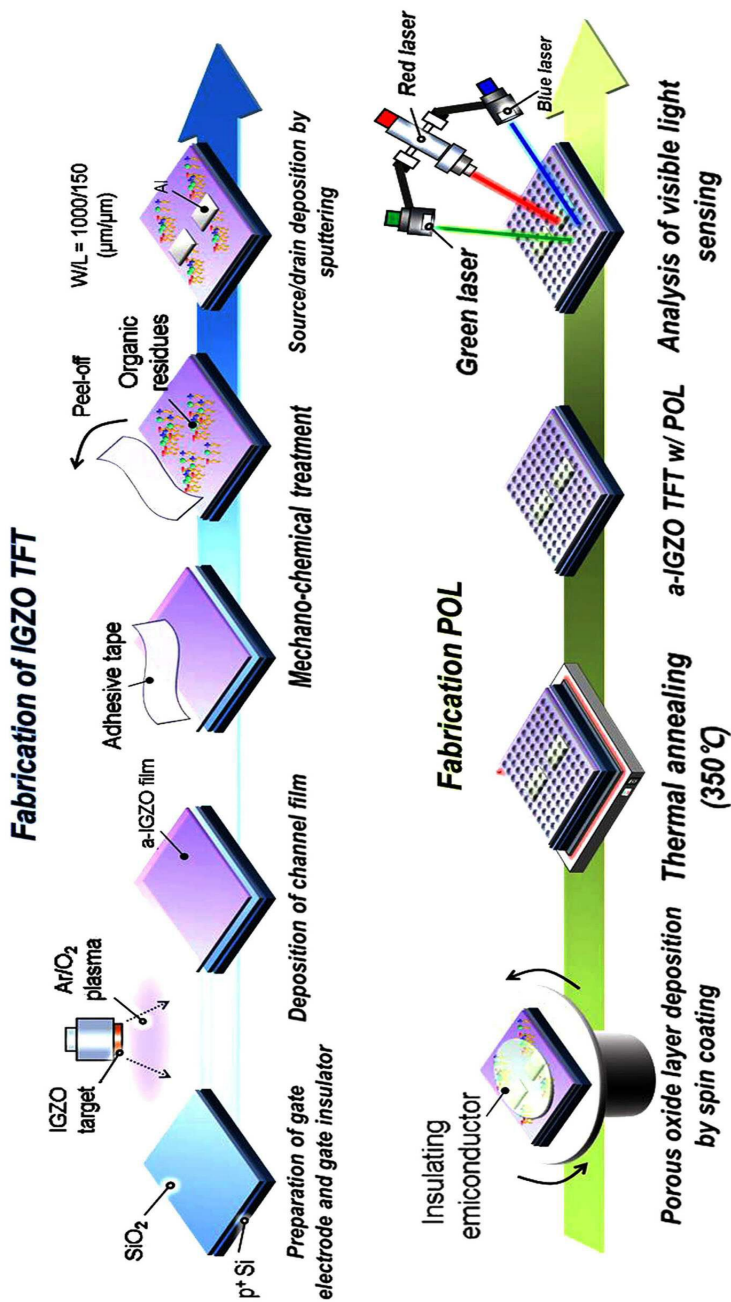 Fabrication of IGZO TFT
IGZO
target
Ar/O₂
plasma
SiO₂
p⁺ Si
Preparation of gate
electrode and gate insulator
a-IGZO film
Deposition of channel film
Adhesive tape
Peel-off
Organic
residues
Mechano-chemical treatment
W/L = 1000/150
(μm/μm)
Al
Source/drain deposition by
sputtering
Fabrication POL
Insulating
emiconductor
Porous oxide layer deposition
by spin coating
Thermal annealing
(350℃)
a-IGZO TFT w/ POL
Green laser
Red laser
Blue laser
Analysis of visible light
sensing